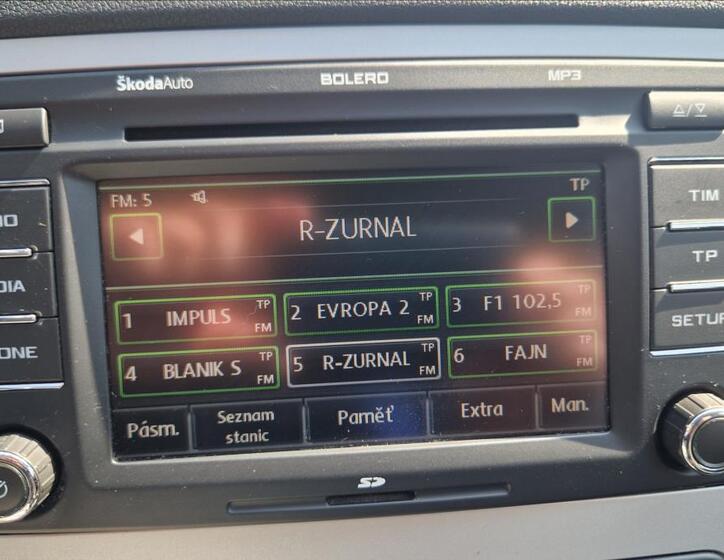 ŠkodaAuto BOLERO MP3
FM: 5 TP
R-ZURNAL
TIM
TP
SETUP
DIA
ONE
1 IMPULS TP FM
2 EVROPA 2 TP FM
3 F1 102,5 TP FM
4 BLANIK S TP FM
5 R-ZURNAL TP FM
6 FAJN TP FM
Pásm.
Seznam
stanic
Paměť
Extra
Man.
SD